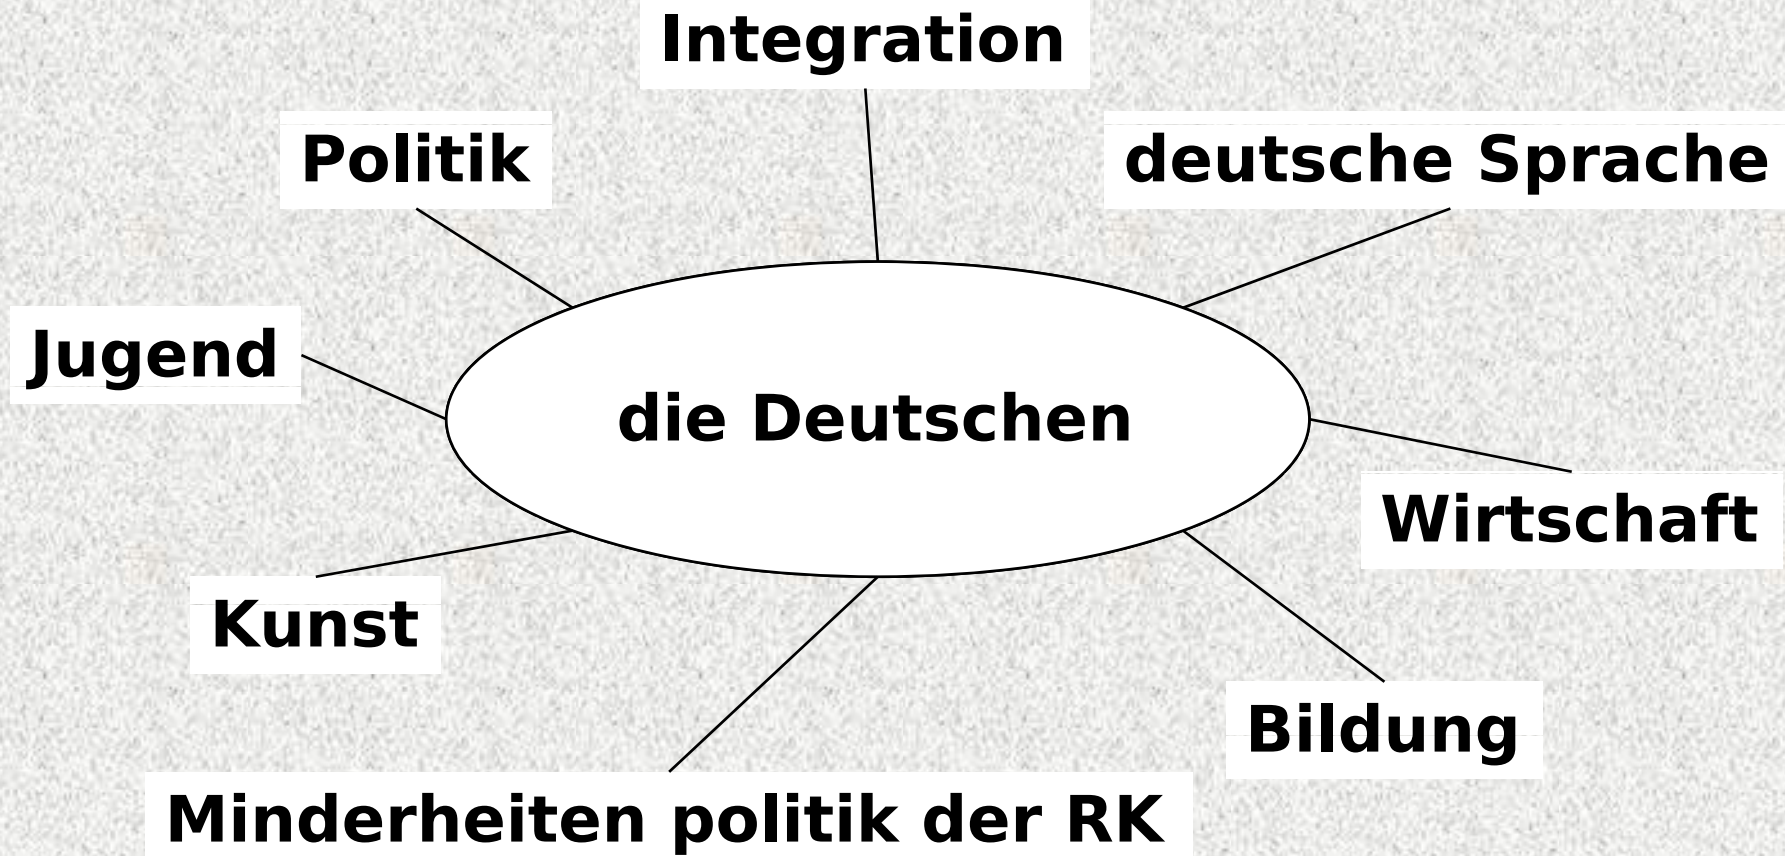 Integration
Politik
deutsche Sprache
Jugend
die Deutschen
Wirtschaft
Kunst
Bildung
Minderheiten politik der RK